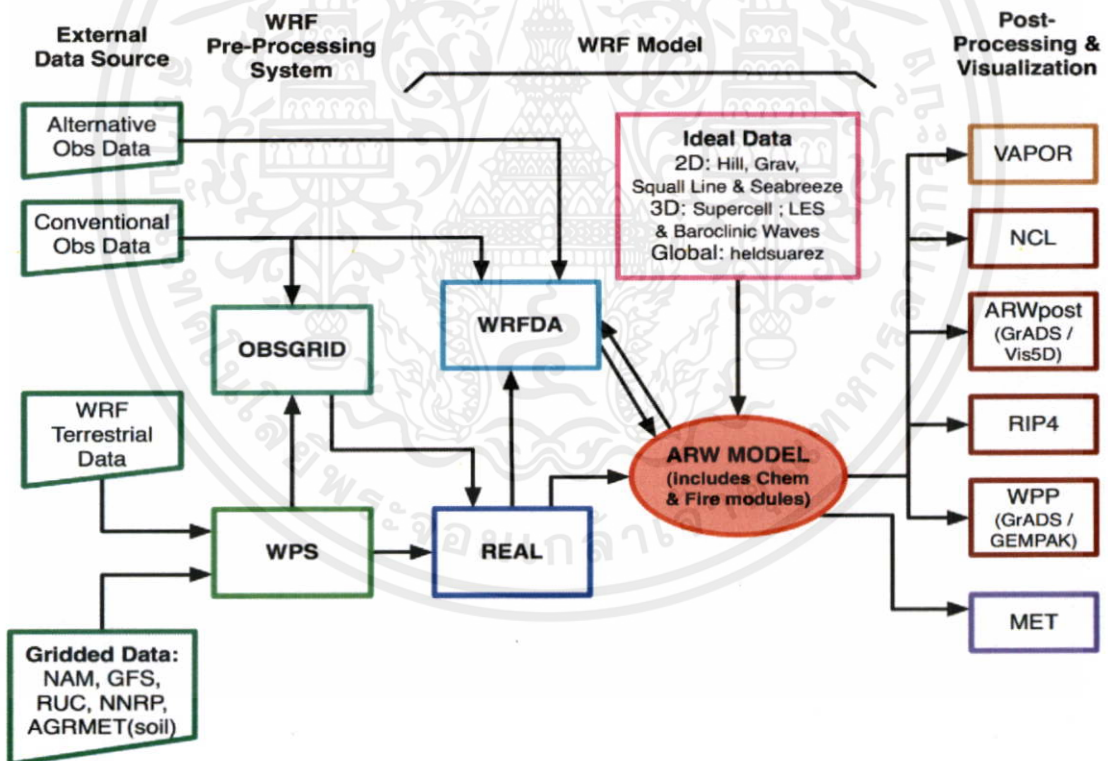 External
Data Source
WRF
Pre-Processing
System
WRF Model
Post-
Processing &
Visualization
Alternative
Obs Data
Conventional
Obs Data
WRF
Terrestrial
Data
Gridded Data:
NAM, GFS,
RUC, NNRP,
AGRMET(soil)
OBSGRID
WPS
WRFDA
REAL
Ideal Data
2D: Hill, Grav,
Squall Line & Seabreeze
3D: Supercell ; LES
& Baroclinic Waves
Global: heldsuarez
ARW MODEL
(includes Chem
& Fire modules)
VAPOR
NCL
ARWpost
(GrADS /
Vis5D)
RIP4
WPP
(GrADS /
GEMPAK)
MET